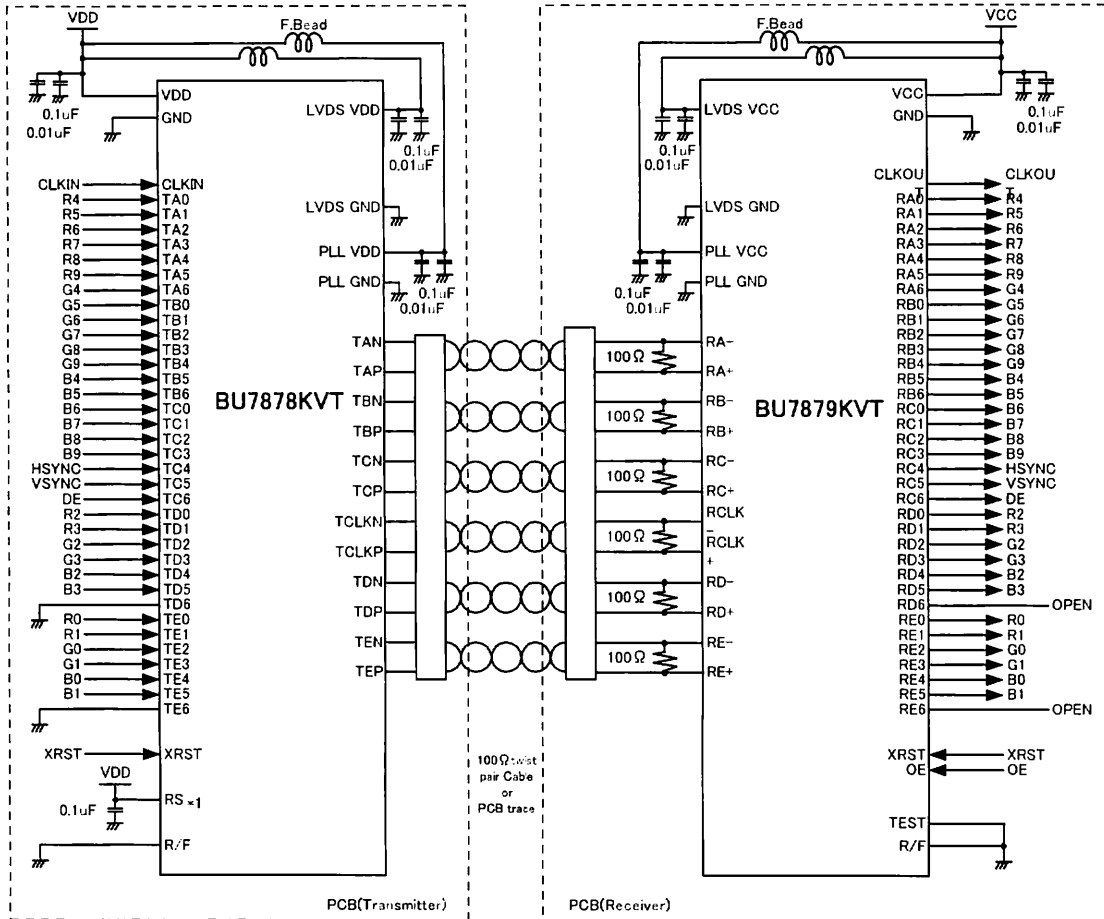 VDD
F.Bead
F.Bead
VCC
0.1uF
0.01uF
VDD
GND
LVDS VDD
0.1uF
0.01uF
LVDS VCC
0.1uF
0.01uF
VCC
GND
0.1uF
0.01uF
LVDS GND
PLL VDD
PLL GND
0.1uF
0.01uF
LVDS GND
PLL VCC
PLL GND
0.1uF
0.01uF
CLKIN CLKIN
R4 TA0
R5 TA1
R6 TA2
R7 TA3
R8 TA4
R9 TA5
G4 TA6
G5 TB0
G6 TB1
G7 TB2
G8 TB3
G9 TB4
B4 TB5
B5 TB6
B6 TC0
B7 TC1
B8 TC2
B9 TC3
HSYNC TC4
VSYNC TC5
DE TC6
R2 TD0
R3 TD1
G2 TD2
G3 TD3
B2 TD4
B3 TD5
TD6
R0 TE0
R1 TE1
G0 TE2
G1 TE3
B0 TE4
B1 TE5
TE6
XRST XRST
VDD
0.1uF
RS *1
R/F
BU7878KVT
TAN
TAP
TBN
TBP
TCN
TCP
TCLKN
TCLKP
TDN
TDP
TEN
TEP
100Ω twist
pair Cable
or
PCB trace
100Ω
100Ω
100Ω
100Ω
100Ω
100Ω
RA-
RA+
RB-
RB+
RC-
RC+
RCLK
-
RCLK
+
RD-
RD+
RE-
RE+
BU7879KVT
CLKOU
T
CLKOU
T
RA0 R4
RA1 R5
RA2 R6
RA3 R7
RA4 R8
RA5 R9
RA6 G4
RB0 G5
RB1 G6
RB2 G7
RB3 G8
RB4 G9
RB5 B4
RB6 B5
RC0 B6
RC1 B7
RC2 B8
RC3 B9
RC4 HSYNC
RC5 VSYNC
RC6 DE
RD0 R2
RD1 R3
RD2 G2
RD3 G3
RD4 B2
RD5 B3
RD6 OPEN
RE0 R0
RE1 R1
RE2 G0
RE3 G1
RE4 B0
RE5 B1
RE6 OPEN
XRST XRST
OE OE
TEST
R/F
PCB(Transmitter)
PCB(Receiver)